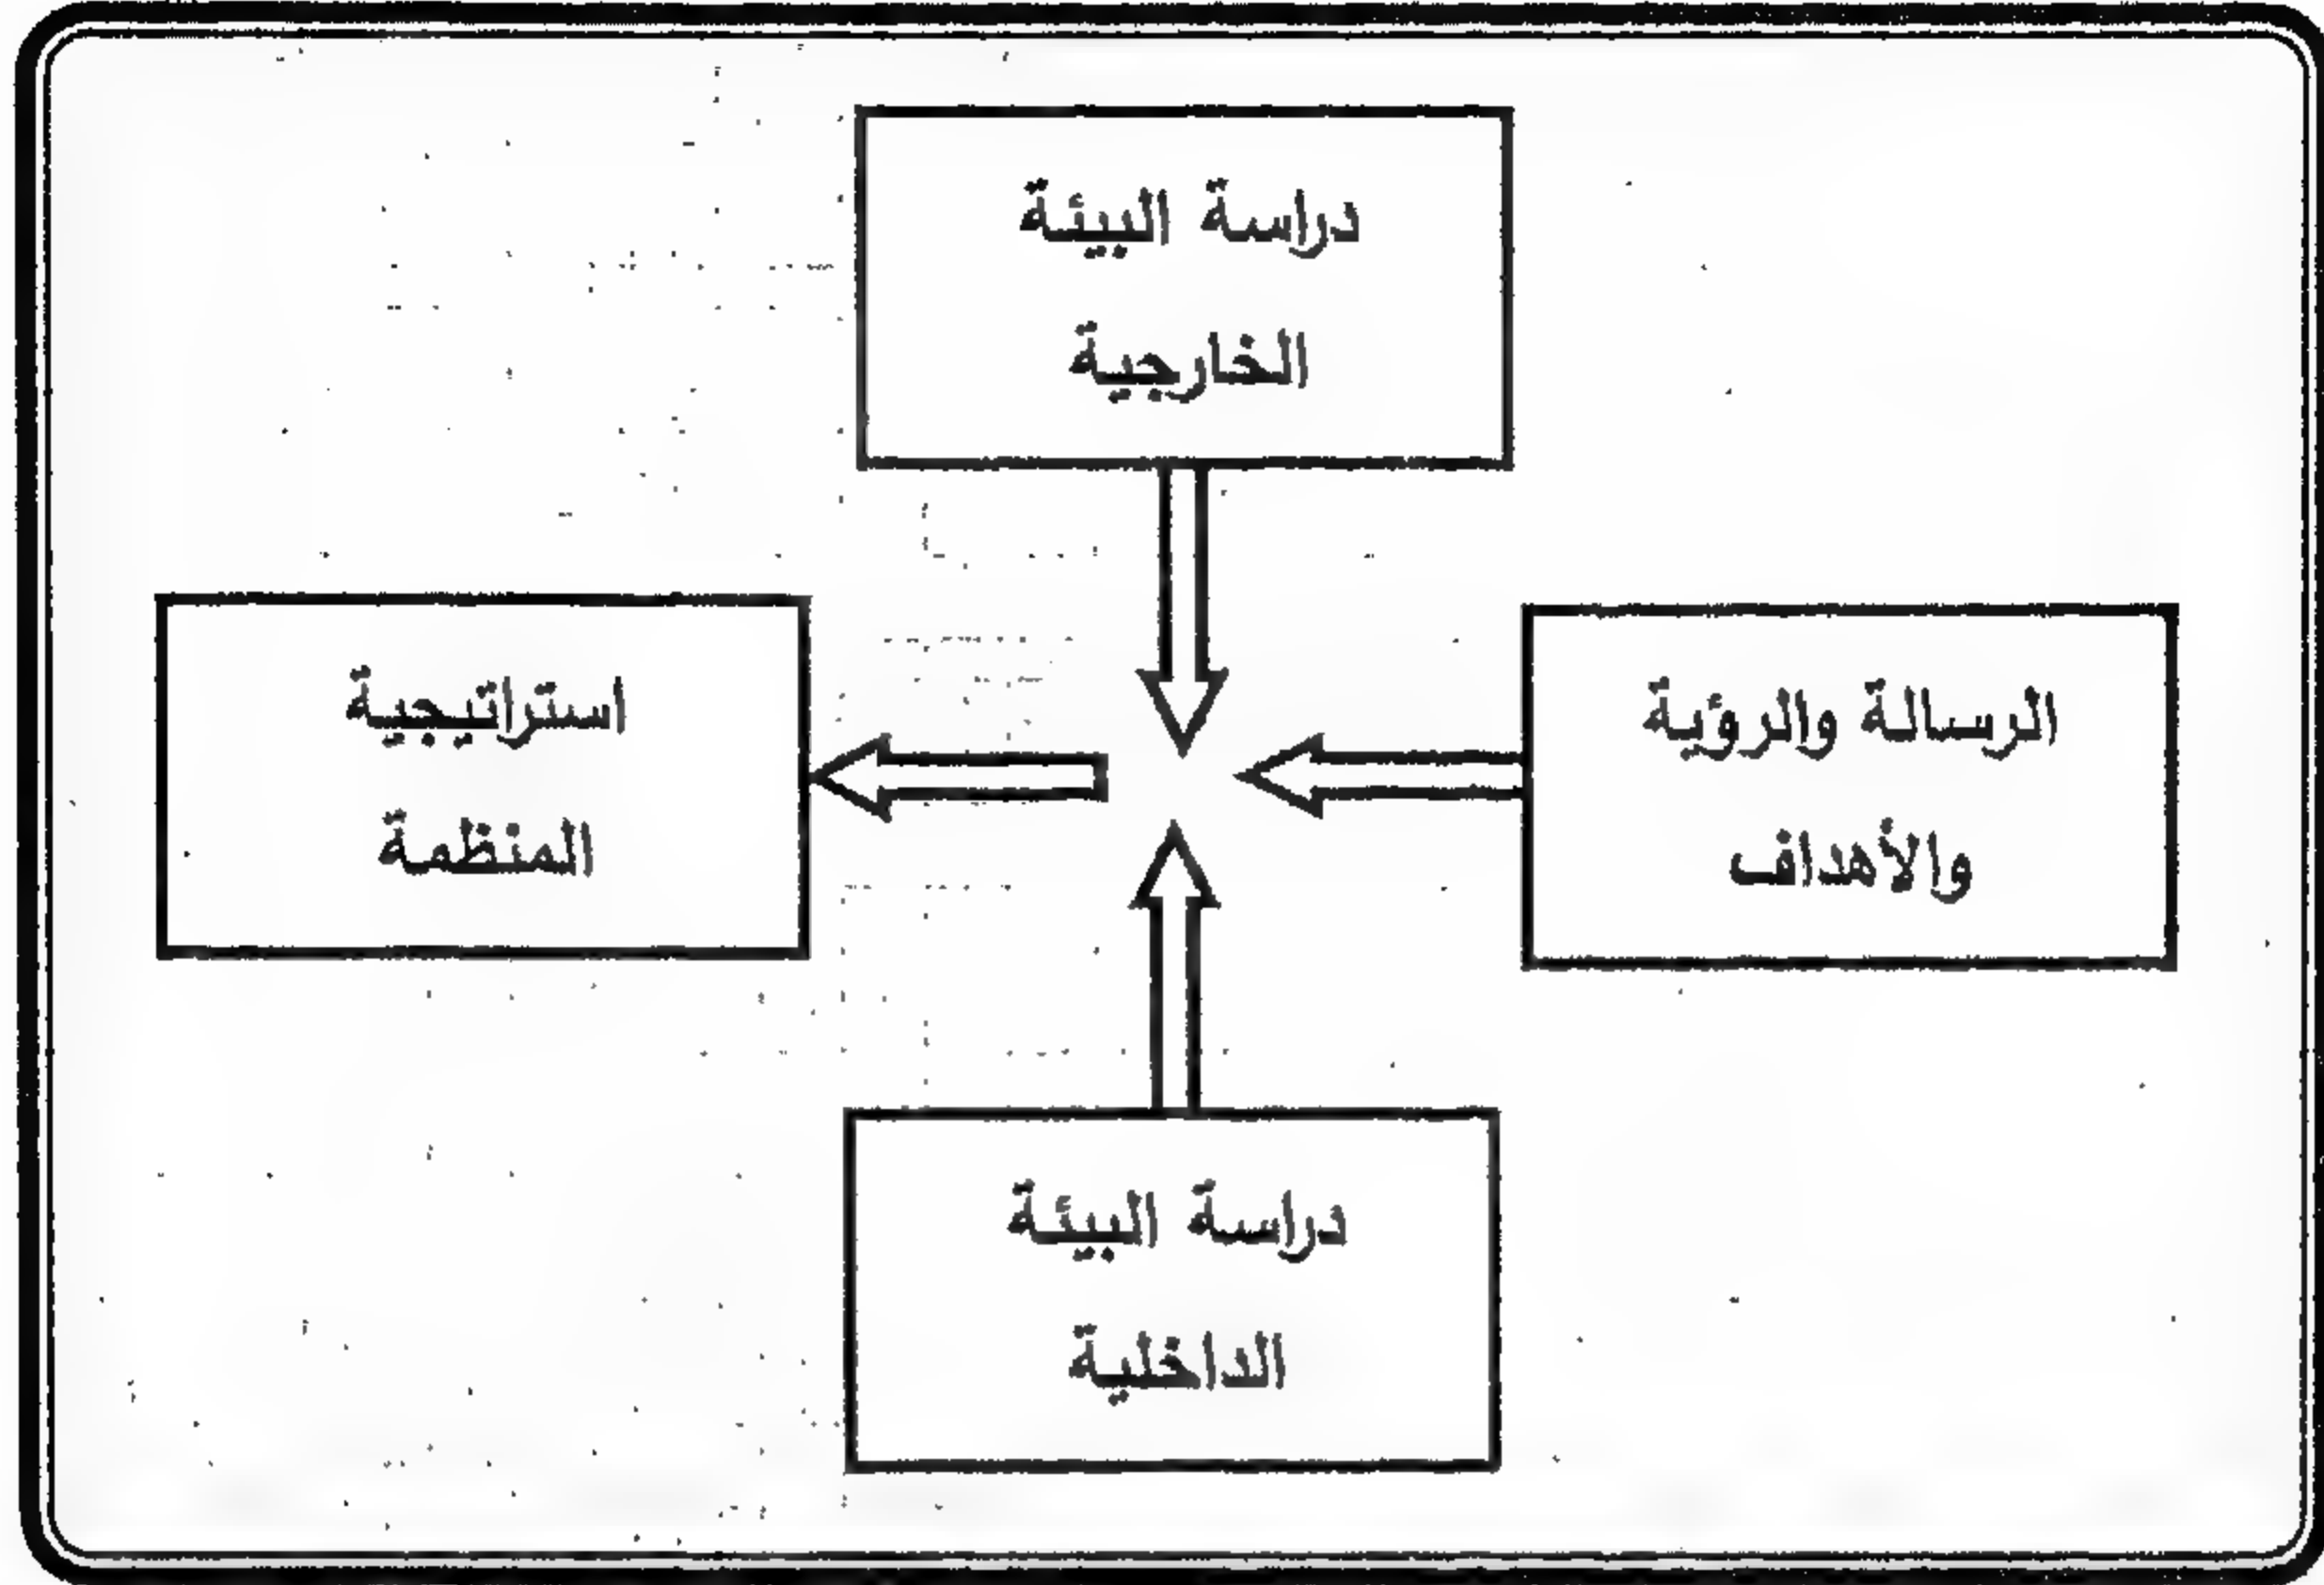 دراسة البيئة
الخارجية
الرسالة والرؤية
والأهداف
استراتيجية
المنظمة
دراسة البيئة
الداخلية